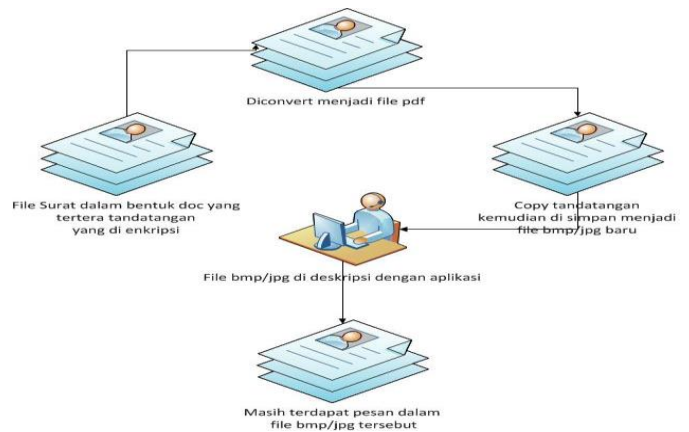 Diconvert menjadi file pdf
File Surat dalam bentuk doc yang
tertera tandatangan
yang di enkripsi
Copy tandatangan
kemudian di simpan menjadi
file bmp/jpg baru
File bmp/jpg di deskripsi dengan aplikasi
Masih terdapat pesan dalam
file bmp/jpg tersebut